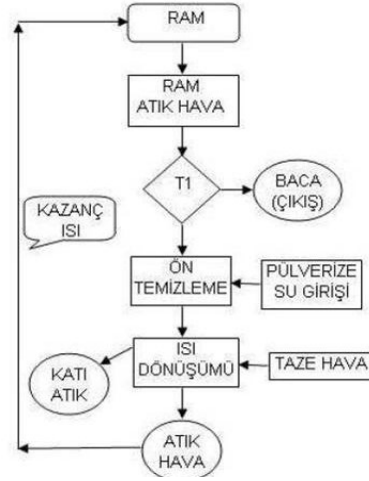 RAM
RAM
ATIK HAVA
T1
BACA
(ÇIKIŞ)
KAZANÇ
ISI
ÖN
TEMİZLEME
PÜLVERİZE
SU GİRİŞİ
ISI
DÖNÜŞÜMÜ
TAZE HAVA
KATI
ATIK
ATIK
HAVA